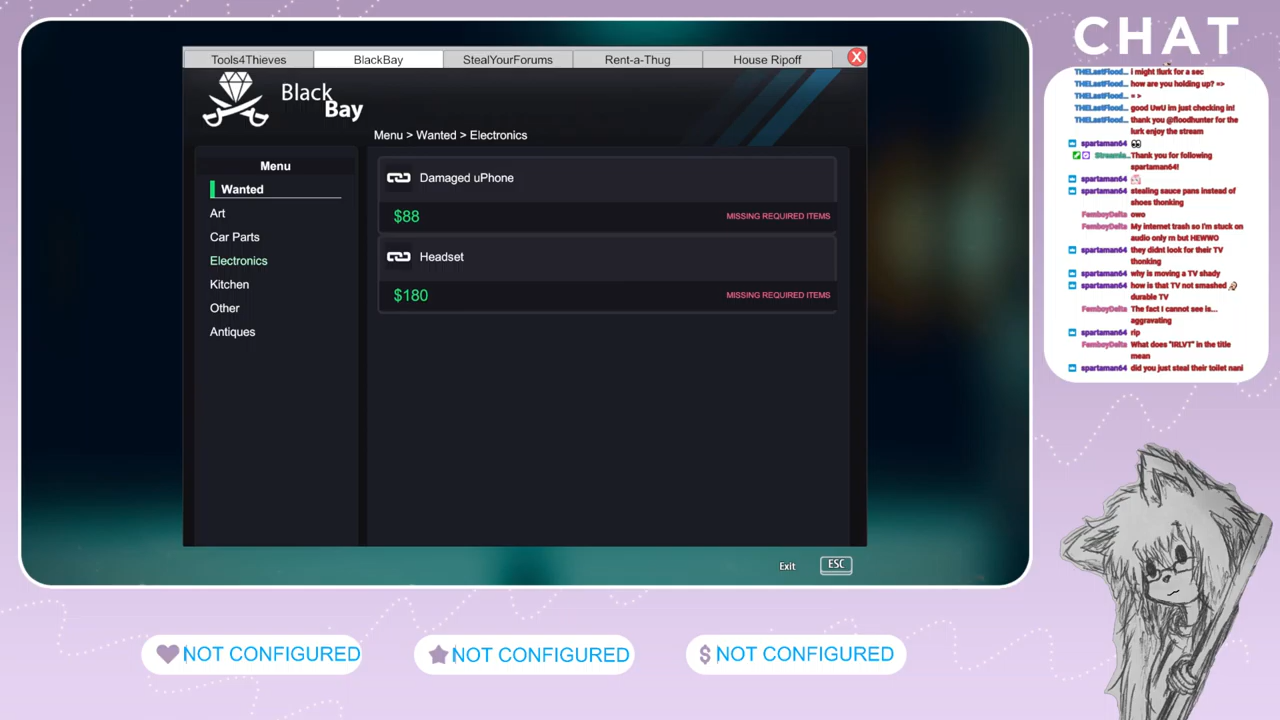 Tools4Thieves
BlackBay
StealYourForums
Rent-a-Thug
House Ripoff
X
Black
Bay
Menu > Wanted > Electronics
Menu
Wanted
Art
Car Parts
Electronics
Kitchen
Other
Antiques
Damaged uPhone
$88
MISSING REQUIRED ITEMS
Headset
$180
MISSING REQUIRED ITEMS
Exit
ESC
CHAT
THELastFlood... i might !lurk for a sec
THELastFlood... how are you holding up? =>
THELastFlood... = >
THELastFlood... good UwU im just checking in!
THELastFlood... thank you @floodhunter for the
lurk enjoy the stream
spartaman64
Streamla... Thank you for following
spartaman64!
spartaman64
spartaman64 stealing sauce pans instead of
shoes thonking
FemboyDelta owo
FemboyDelta My internet trash so I'm stuck on
audio only rn but HEWWO
spartaman64 they didnt look for their TV
thonking
spartaman64 why is moving a TV shady
spartaman64 how is that TV not smashed
durable TV
FemboyDelta The fact I cannot see is...
aggravating
spartaman64 rip
FemboyDelta What does "IRLVT" in the title
mean
spartaman64 did you just steal their toilet nani
NOT CONFIGURED
NOT CONFIGURED
$ NOT CONFIGURED